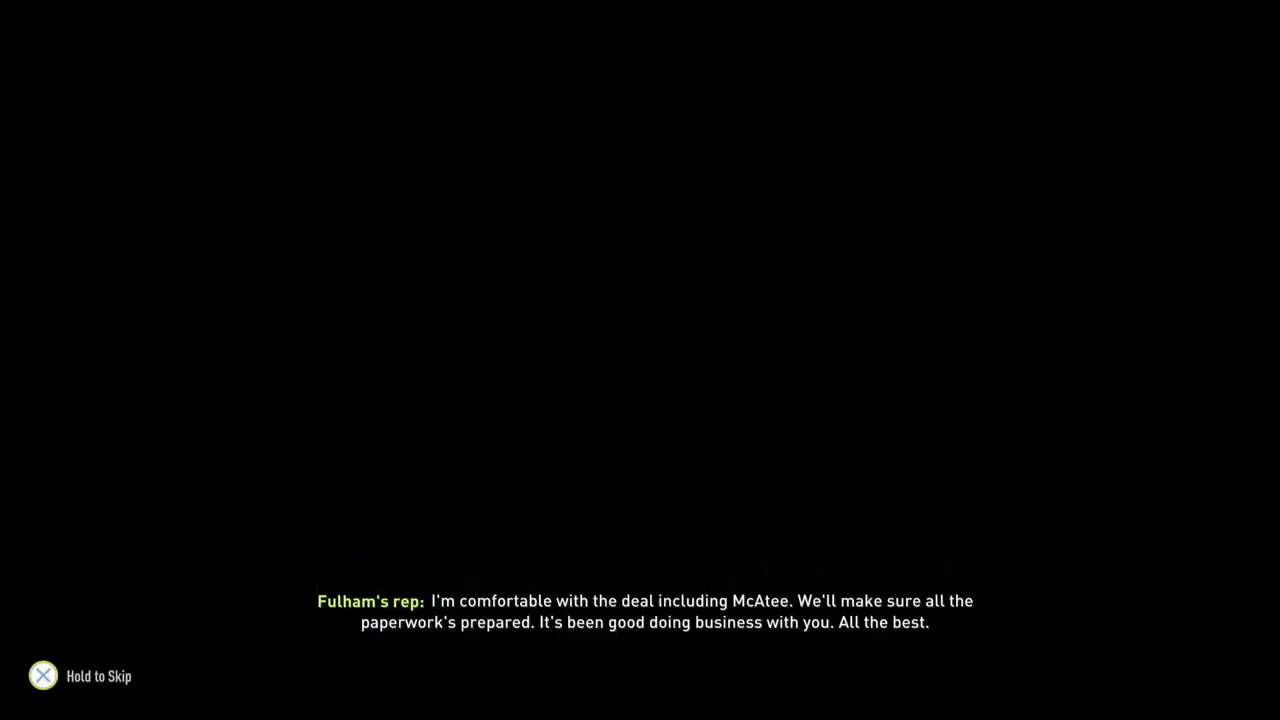 Fulham's rep: I'm comfortable with the deal including McAtee. We'll make sure all the
paperwork's prepared. It's been good doing business with you. All the best.
Hold to Skip